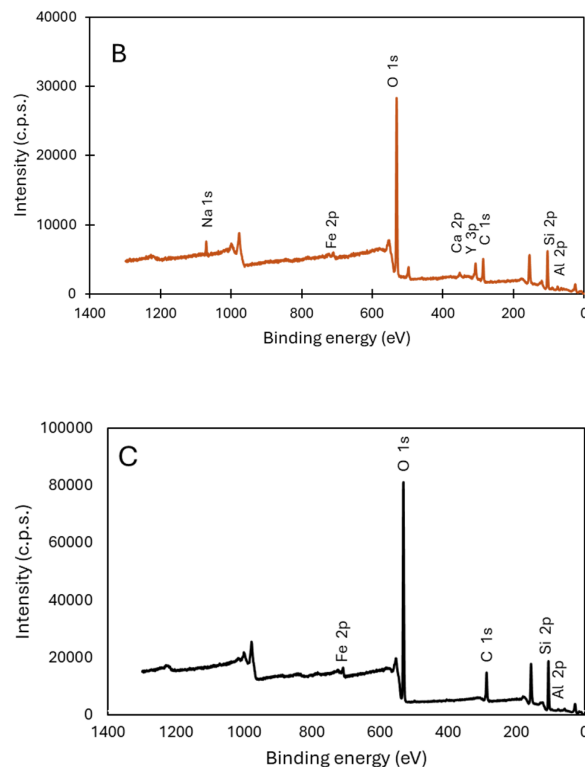 40000
B
O 1s
30000
Intensity (c.p.s.)
20000
Na 1s
Fe 2p
Ca 2p
Y 3p
C 1s
Si 2p
Al 2p
10000
0
1400
1200
1000
800
600
400
200
0
Binding energy (eV)
100000
C
O 1s
80000
Intensity (c.p.s.)
60000
40000
Fe 2p
C 1s
Si 2p
Al 2p
20000
0
1400
1200
1000
800
600
400
200
0
Binding energy (eV)